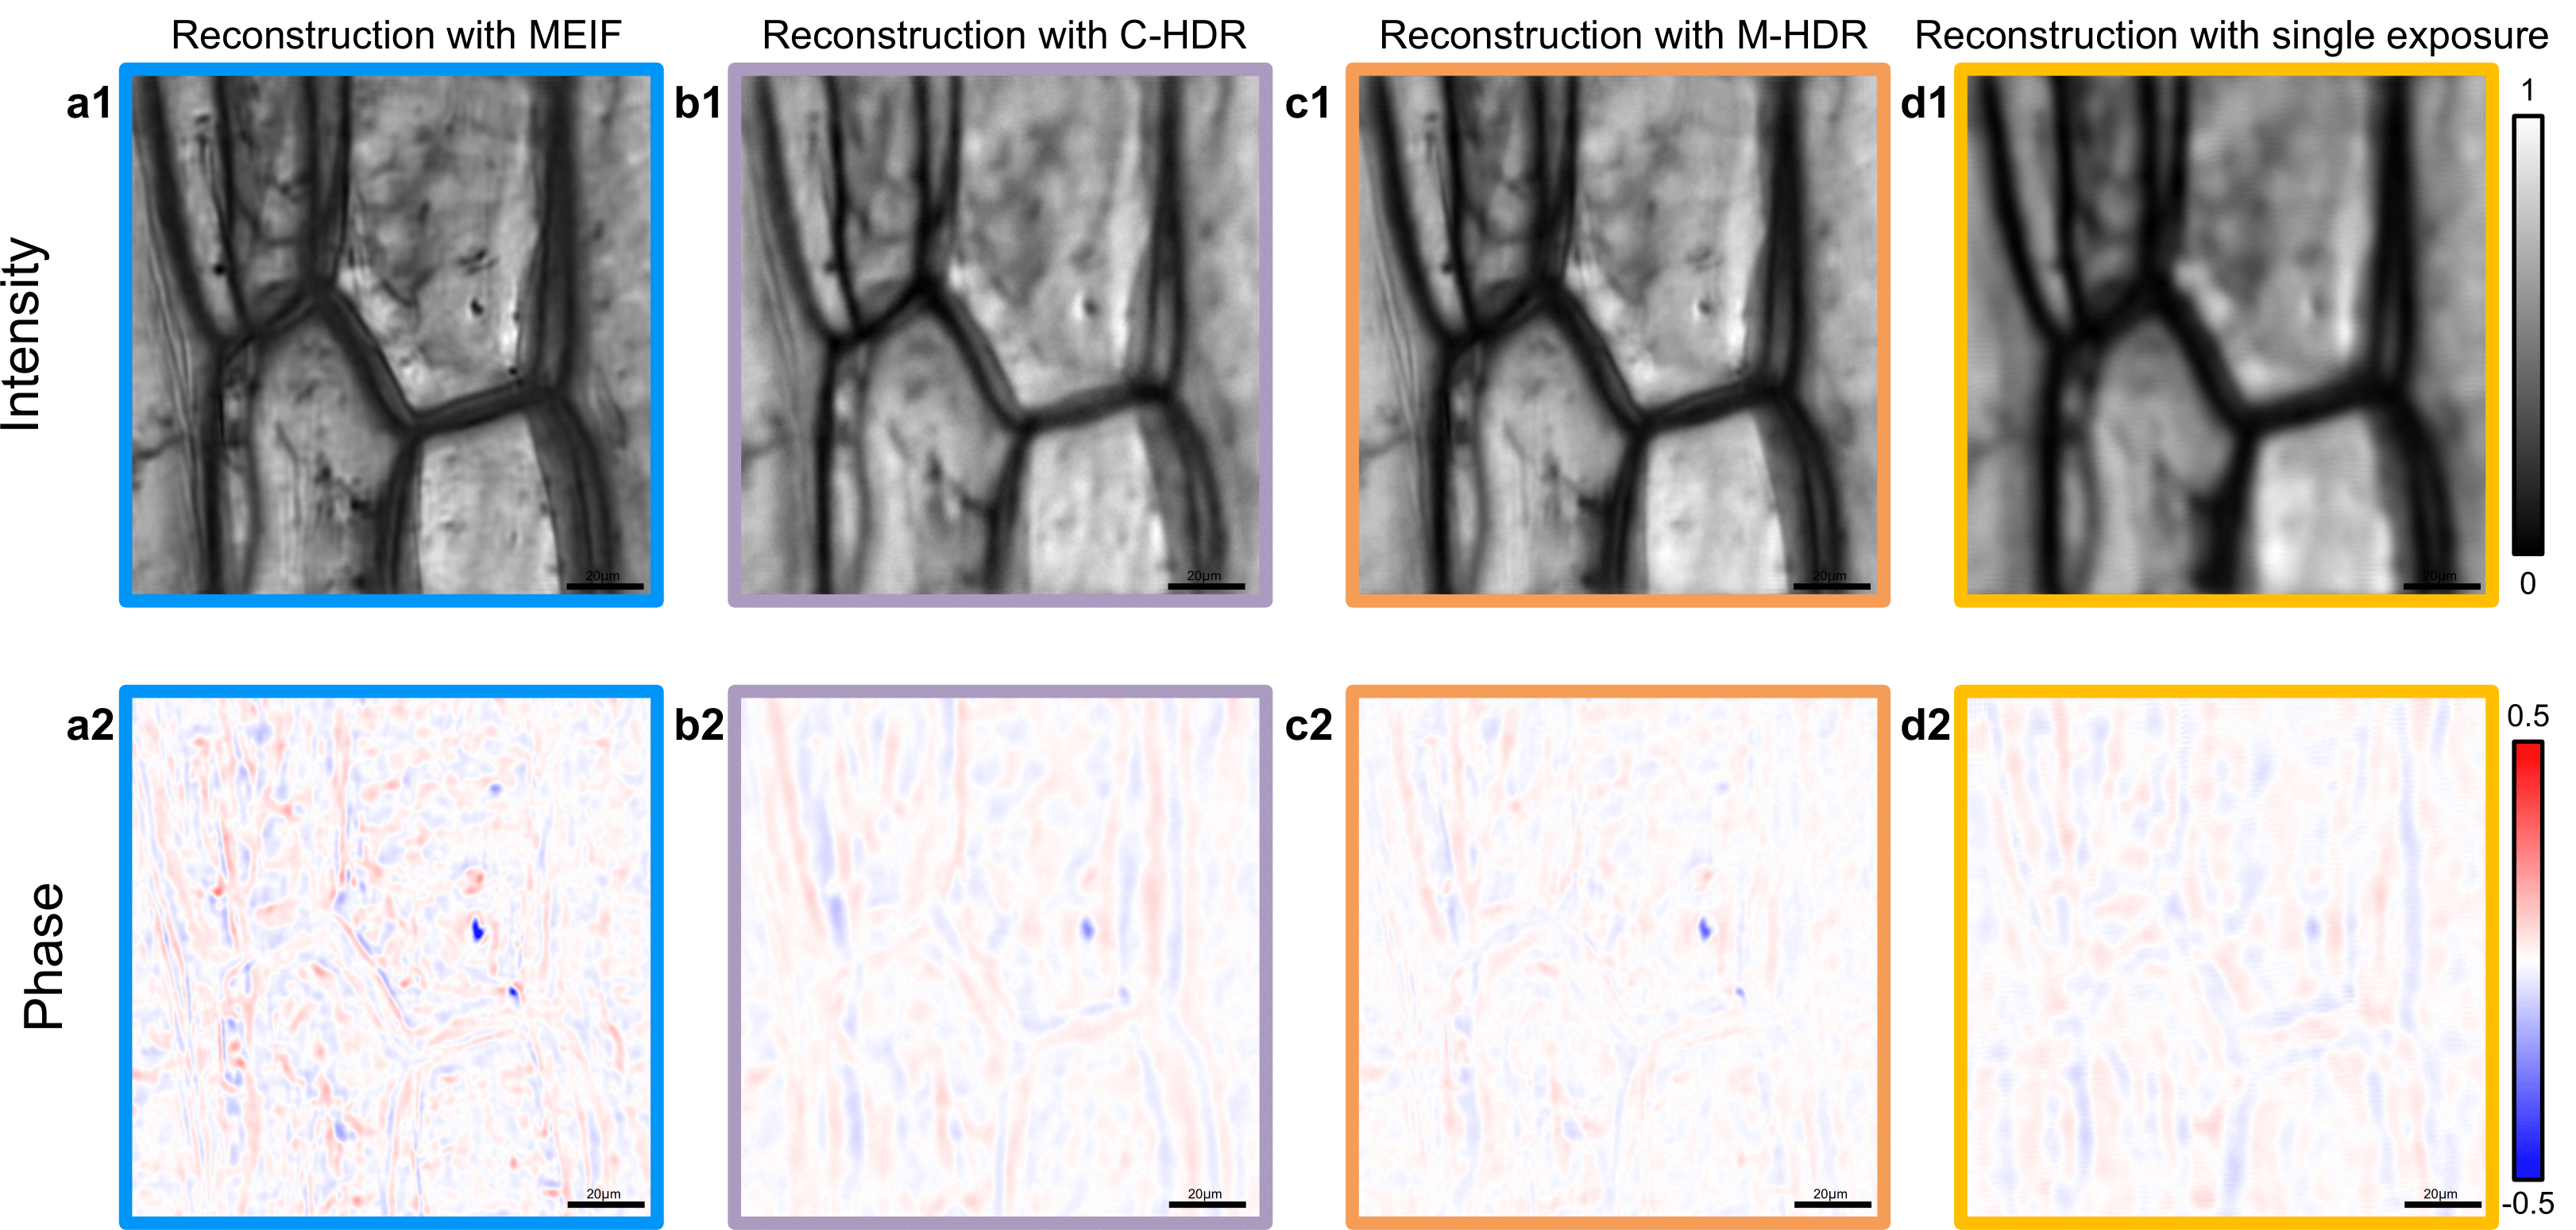 Reconstruction with MEIF
Reconstruction with C-HDR
Reconstruction with M-HDR
Reconstruction with single exposure
Intensity
a1
20μm
b1
20μm
c1
20μm
d1
20μm
1
0
Phase
a2
20μm
b2
20μm
c2
20μm
d2
20μm
0.5
-0.5